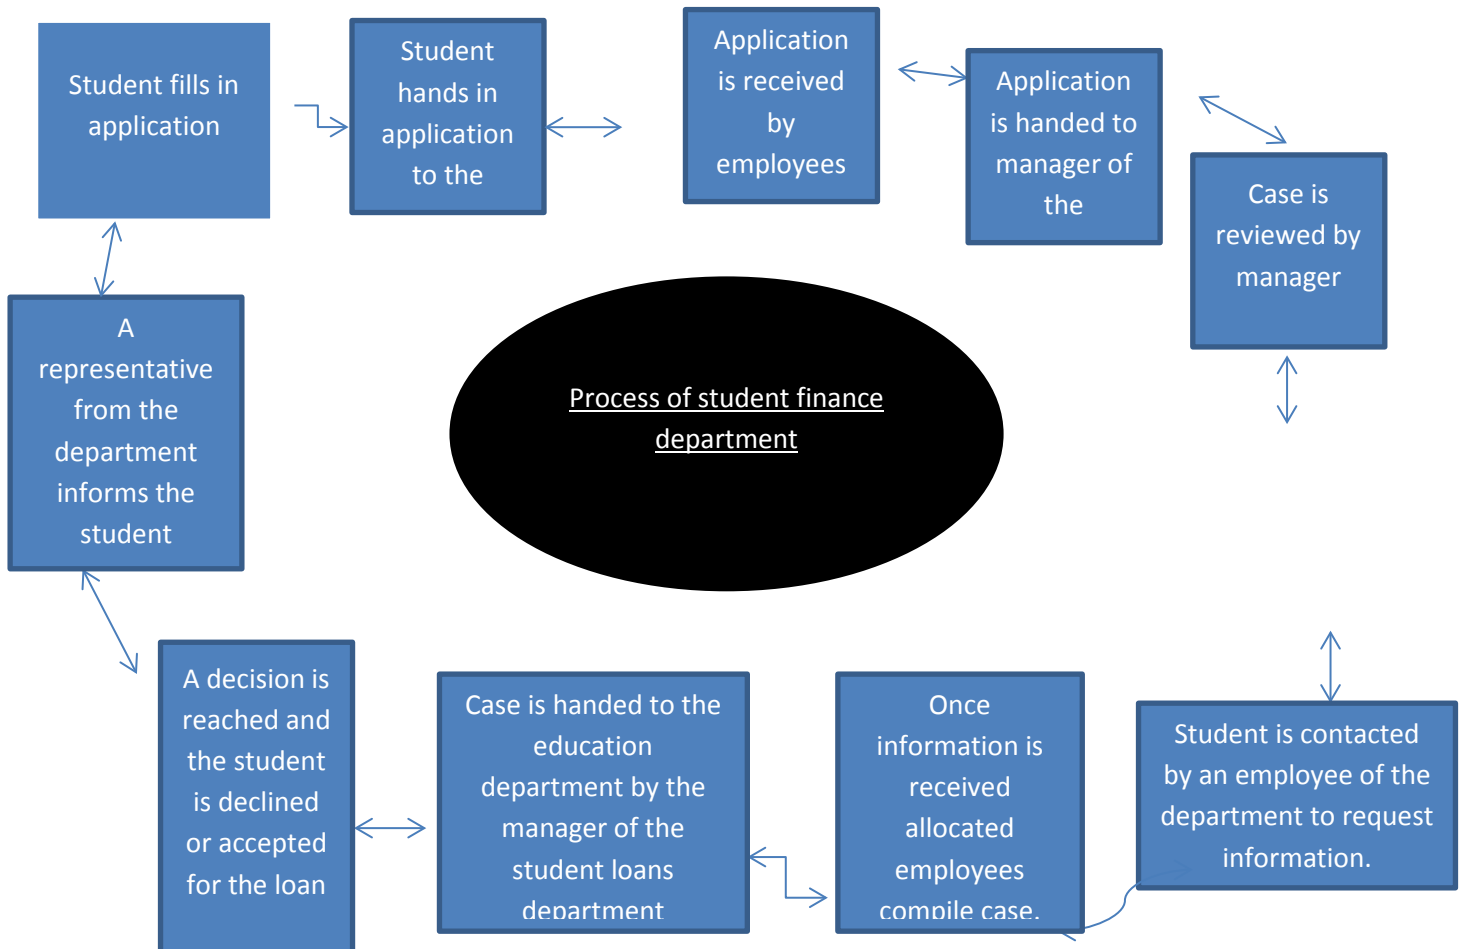 Student fills in
application
Student
hands in
application
to the
Application
is received
by
employees
Application
is handed to
manager of
the
Case is
reviewed by
manager
Process of student finance
department
A
representative
from the
department
informs the
student
A decision is
reached and
the student
is declined
or accepted
for the loan
Case is handed to the
education
department by the
manager of the
student loans
department
Once
information is
received
allocated
employees
compile case.
Student is contacted
by an employee of the
department to request
information.